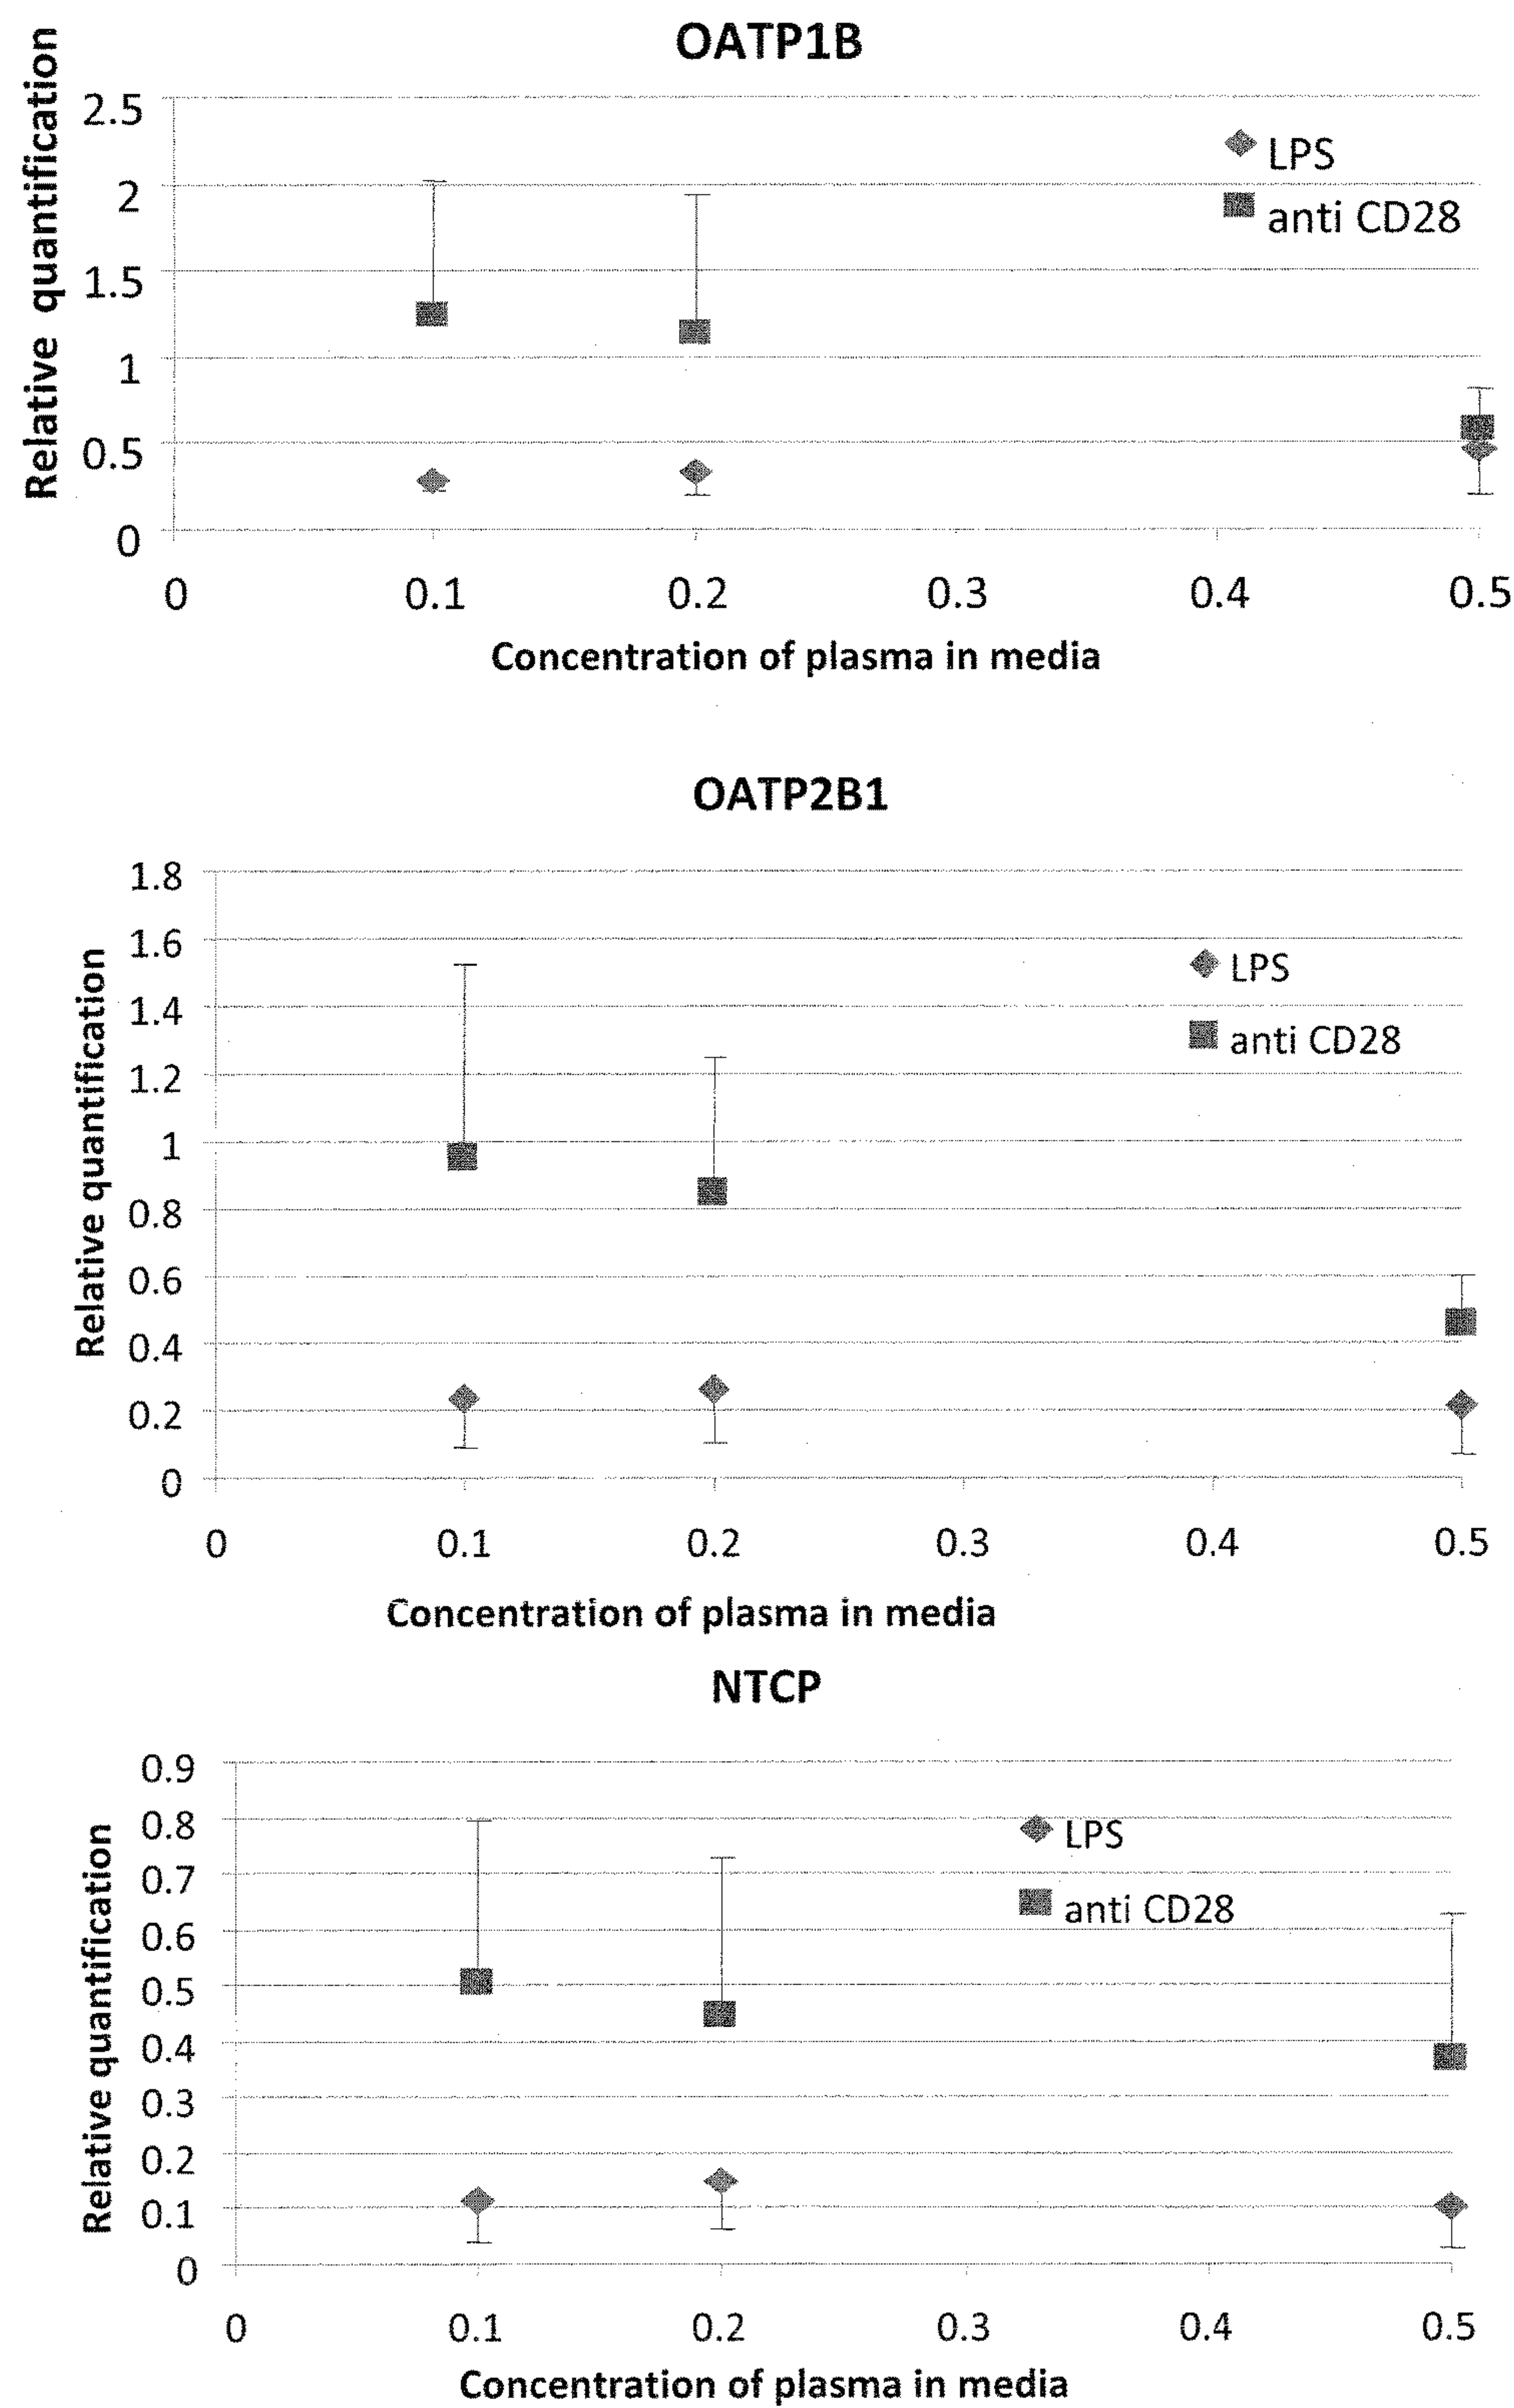 OATP1B
Relative quantification
2.5
2
1.5
1
0.5
0
LPS
anti CD28
0 0.1 0.2 0.3 0.4 0.5
Concentration of plasma in media
OATP2B1
Relative quantification
1.8
1.6
1.4
1.2
1
0.8
0.6
0.4
0.2
0
LPS
anti CD28
0 0.1 0.2 0.3 0.4 0.5
Concentration of plasma in media
NTCP
Relative quantification
0.9
0.8
0.7
0.6
0.5
0.4
0.3
0.2
0.1
0
LPS
anti CD28
0 0.1 0.2 0.3 0.4 0.5
Concentration of plasma in media